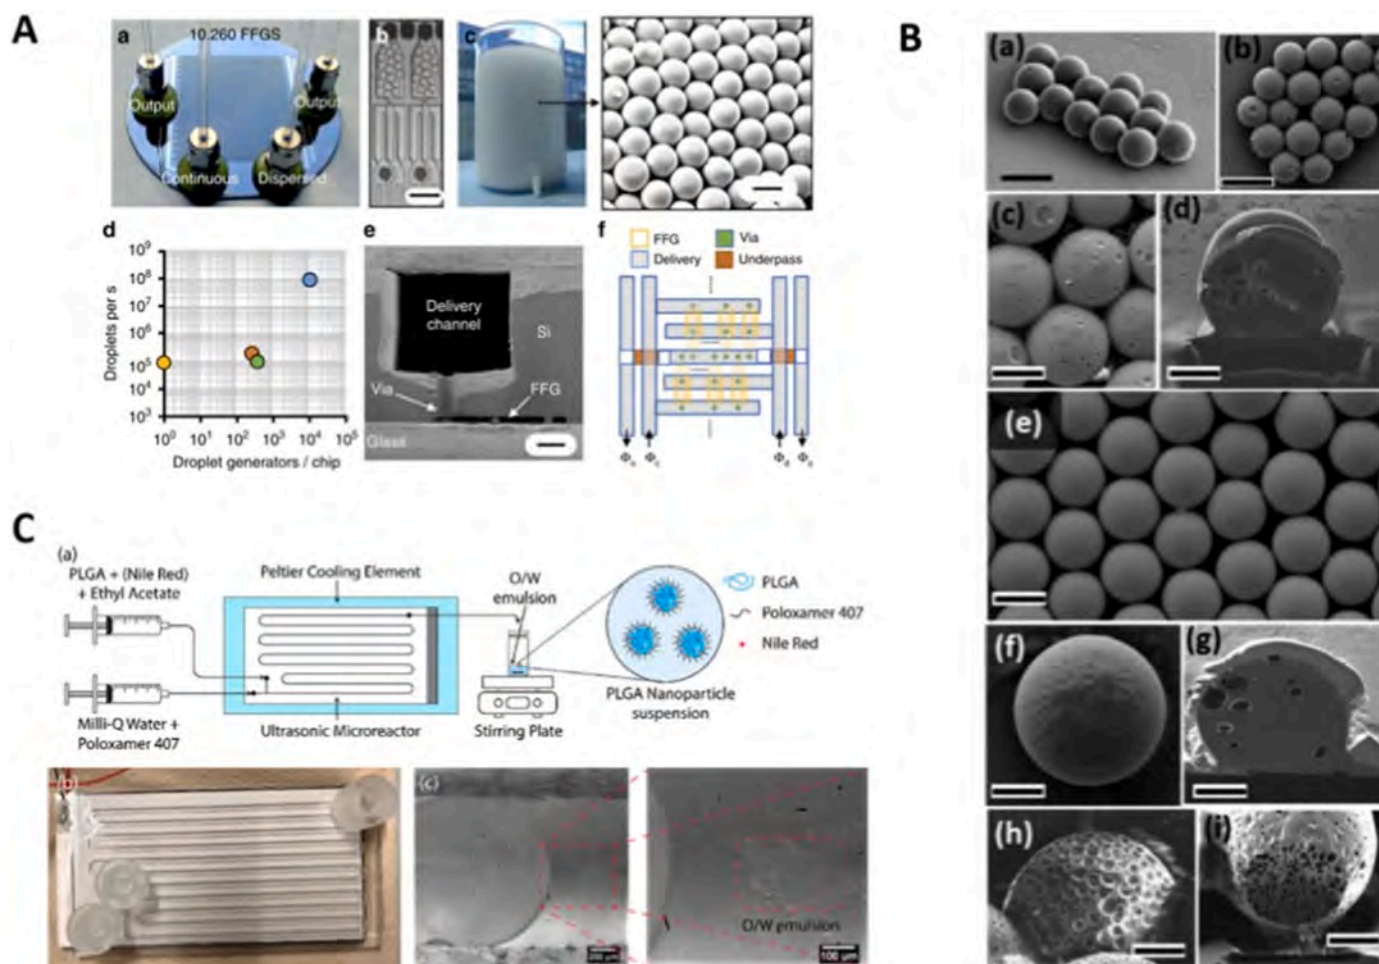 A
a
10,260 FFGS
Output
Output
Continuous
Dispersed
b
c
d
Droplets per s
10⁹
10⁸
10⁷
10⁶
10⁵
10⁴
10³
10⁰ 10¹ 10² 10³ 10⁴ 10⁵
Droplet generators / chip
e
Delivery
channel
Si
Via
FFG
Glass
f
FFG
Via
Delivery
Underpass
B
(a)
(b)
(c)
(d)
(e)
(f)
(g)
(h)
(i)
C
(a)
PLGA + (Nile Red)
+ Ethyl Acetate
Milli-Q Water +
Poloxamer 407
Peltier Cooling Element
Ultrasonic Microreactor
O/W
emulsion
Stirring Plate
PLGA Nanoparticle
suspension
PLGA
Poloxamer 407
Nile Red
(b)
(c)
200 μm
O/W emulsion
100 μm